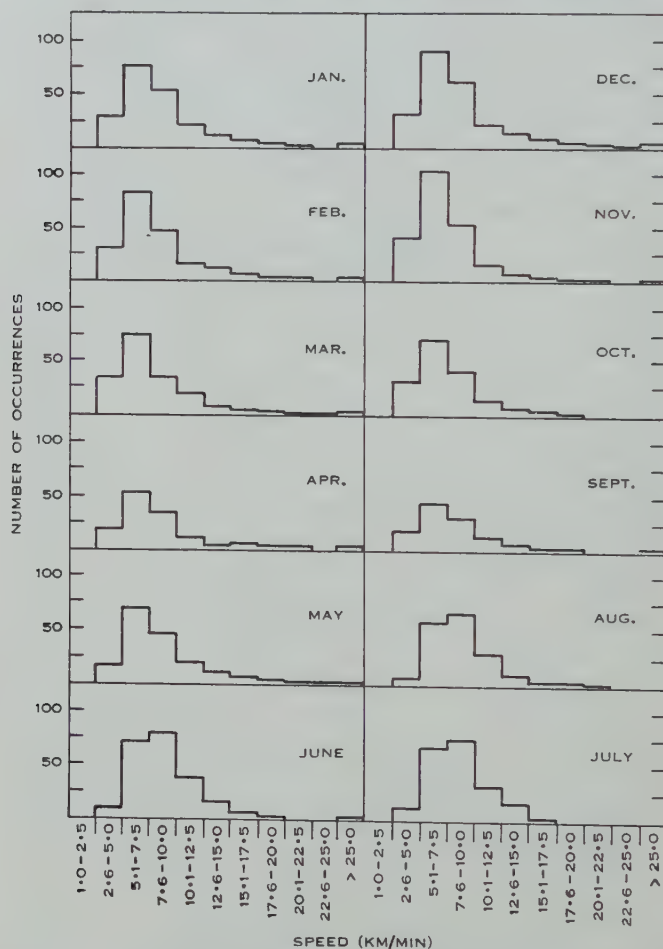 NUMBER OF OCCURRENCES
100
50
JAN.
DEC.
100
50
FEB.
NOV.
100
50
MAR.
OCT.
100
50
APR.
SEPT.
100
50
MAY
AUG.
100
50
JUNE
JULY
1·0–2·5
2·6–5·0
5·1–7·5
7·6–10·0
10·1–12·5
12·6–15·0
15·1–17·5
17·6–20·0
20·1–22·5
22·6–25·0
> 25·0
1·0–2·5
2·6–5·0
5·1–7·5
7·6–10·0
10·1–12·5
12·6–15·0
15·1–17·5
17·6–20·0
20·1–22·5
22·6–25·0
> 25·0
SPEED (KM/MIN)